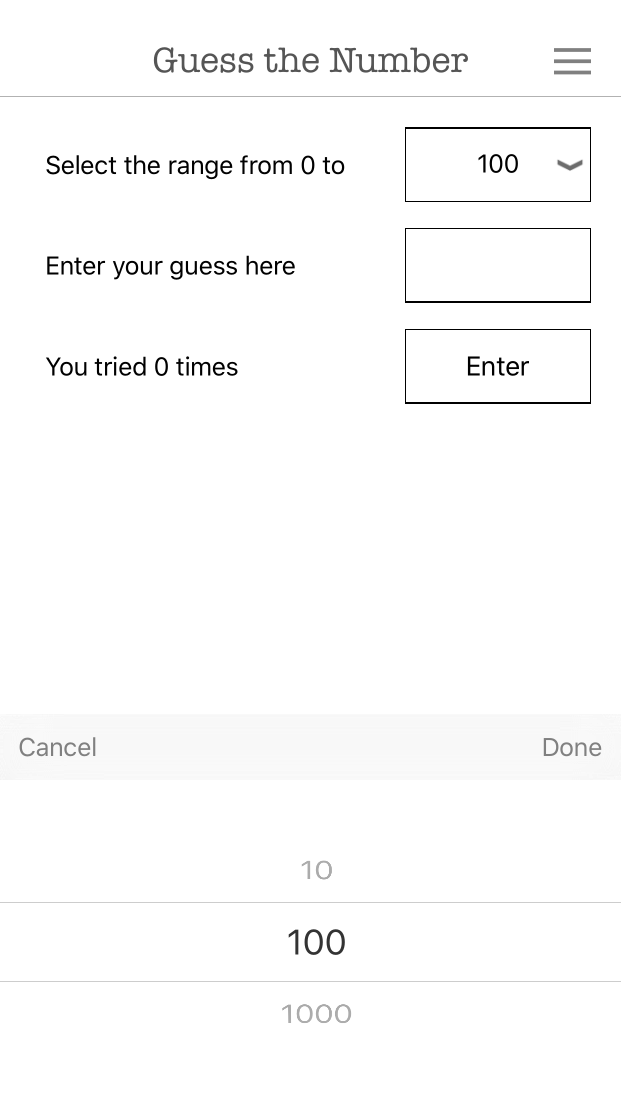 Guess the Number
Select the range from 0 to 100
Enter your guess here
You tried 0 times Enter
Cancel Done
10
100
1000